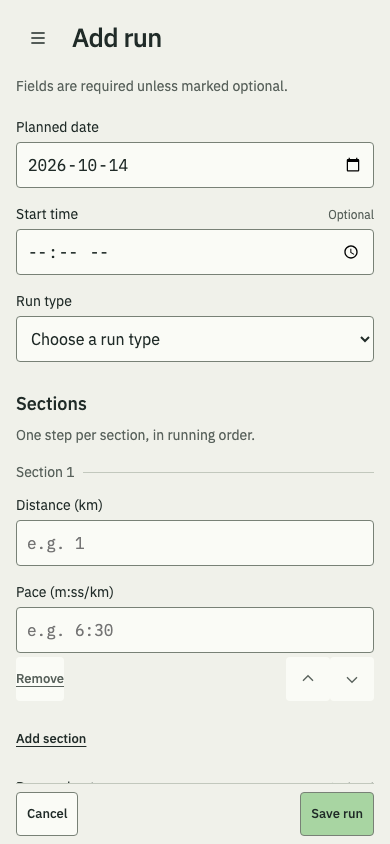 Add run
Fields are required unless marked optional.
Planned date
2026-10-14
Start time Optional
--:-- --
Run type
Choose a run type
Sections
One step per section, in running order.
Section 1
Distance (km)
e.g. 1
Pace (m:ss/km)
e.g. 6:30
Remove
Add section
Cancel Save run